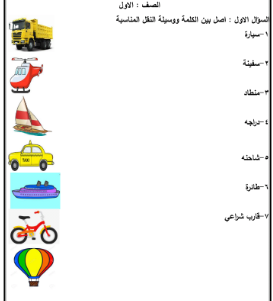 الصف : الاول
السؤال الاول : اصل بين الكلمة ووسيلة النقل المناسبة
١-سيارة
٢-سفينة
٣-منطاد
٤-دراجه
٥-شاحنه
٦-طائرة
٧-قارب شراعي
TAXI